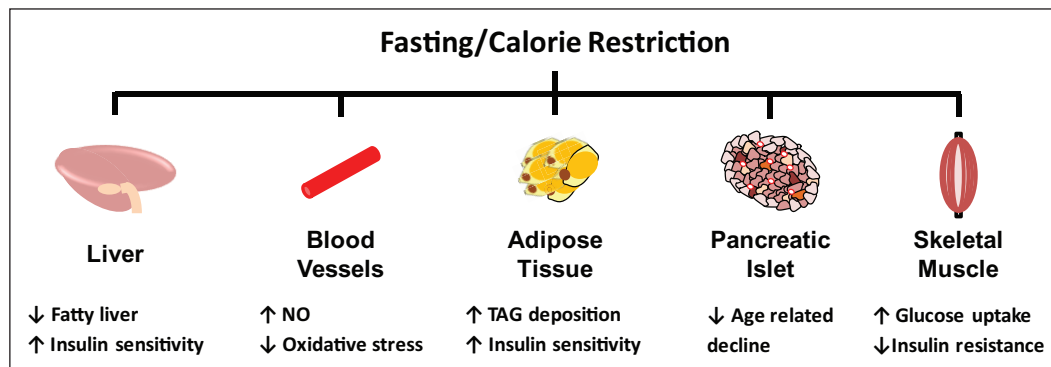 Fasting/Calorie Restriction
Liver
Blood
Vessels
Adipose
Tissue
Pancreatic
Islet
Skeletal
Muscle
↓ Fatty liver
↑ Insulin sensitivity
↑ NO
↓ Oxidative stress
↑ TAG deposition
↑ Insulin sensitivity
↓ Age related
decline
↑ Glucose uptake
↓Insulin resistance